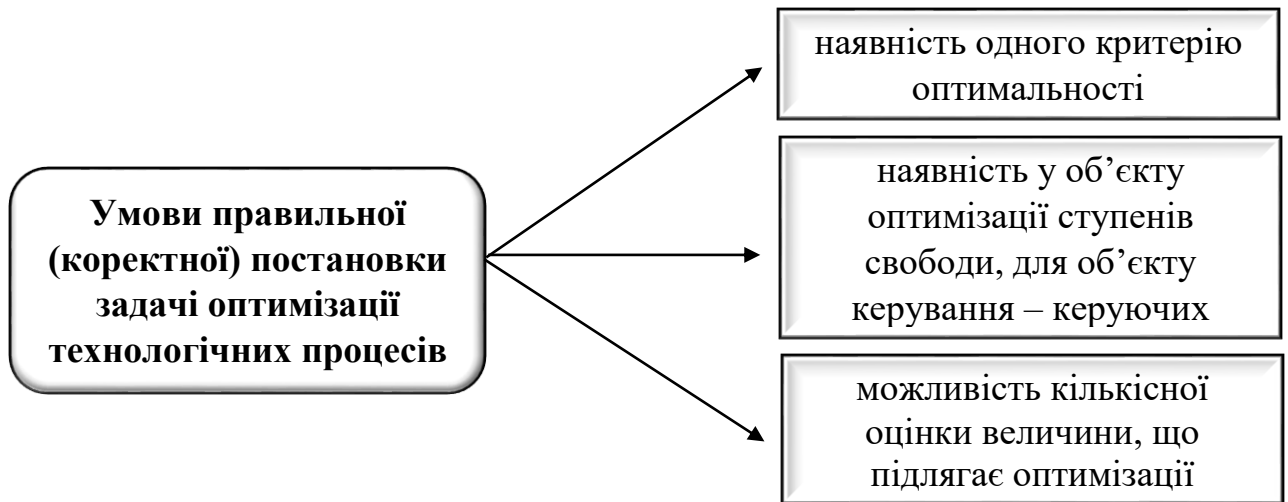 Умови правильної
(коректної) постановки
задачі оптимізації
технологічних процесів
наявність одного критерію
оптимальності
наявність у об’єкту
оптимізації ступенів
свободи, для об’єкту
керування – керуючих
можливість кількісної
оцінки величини, що
підлягає оптимізації